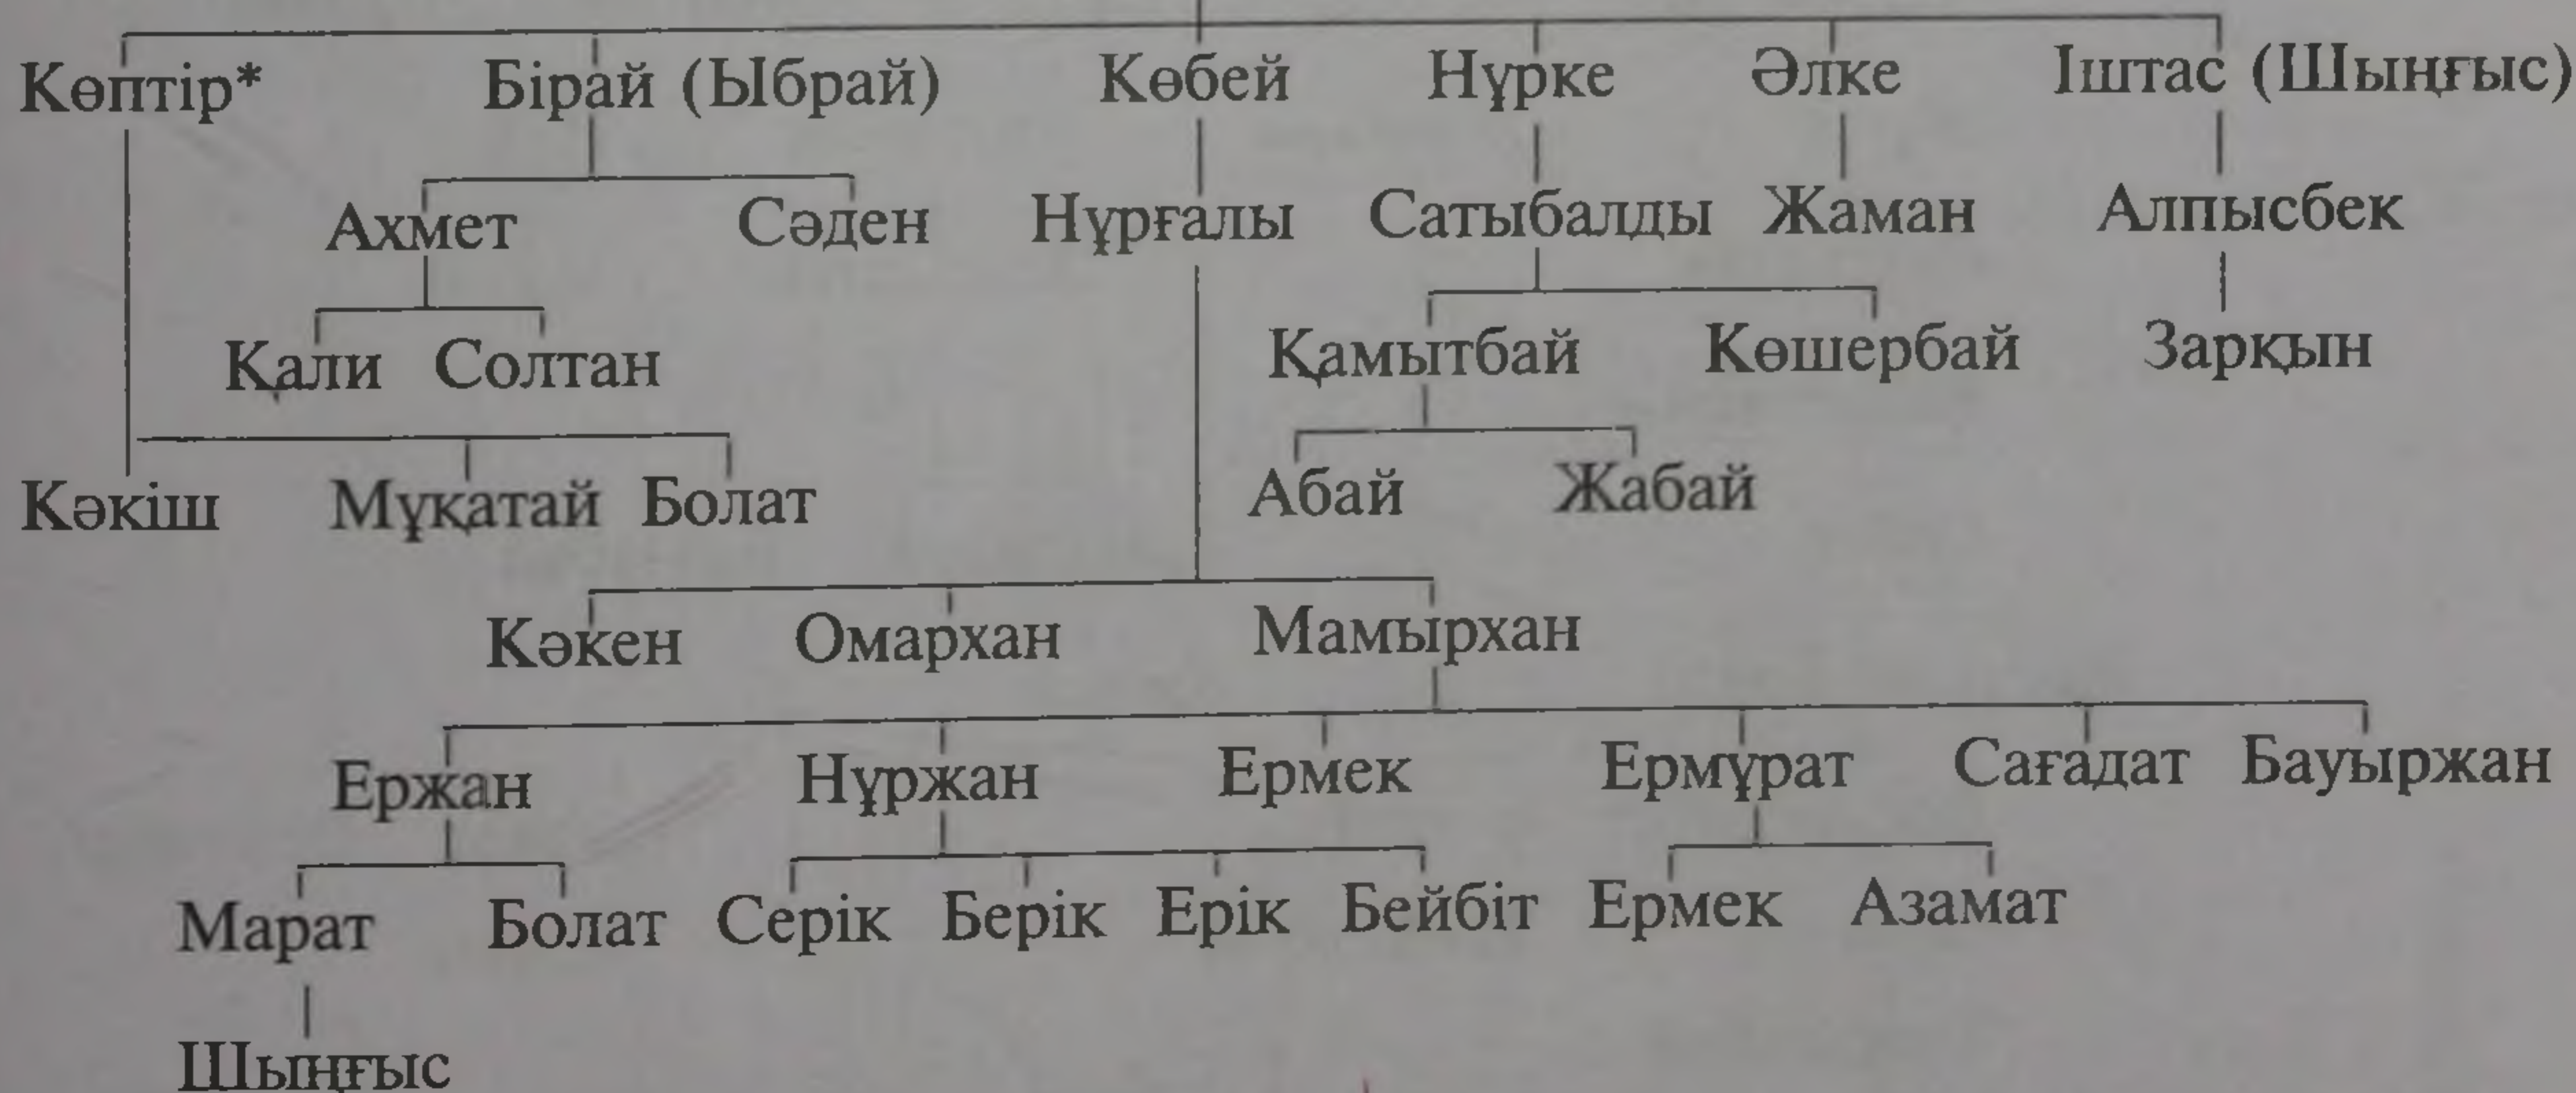 Көптір* Бірай (Ыбрай) Көбей Нұрке Әлке Іштас (Шыңғыс)
Ахмет Сәден Нұрғалы Сатыбалды Жаман Алпысбек
Қали Солтан Қамытбай Көшербай Зарқын
Кәкіш Мұқатай Болат Абай Жабай
Кәкен Омархан Мамырхан
Ержан Нұржан Ермек Ермұрат Сағадат Бауыржан
Марат Болат Серік Берік Ерік Бейбіт Ермек Азамат
Шыңғыс